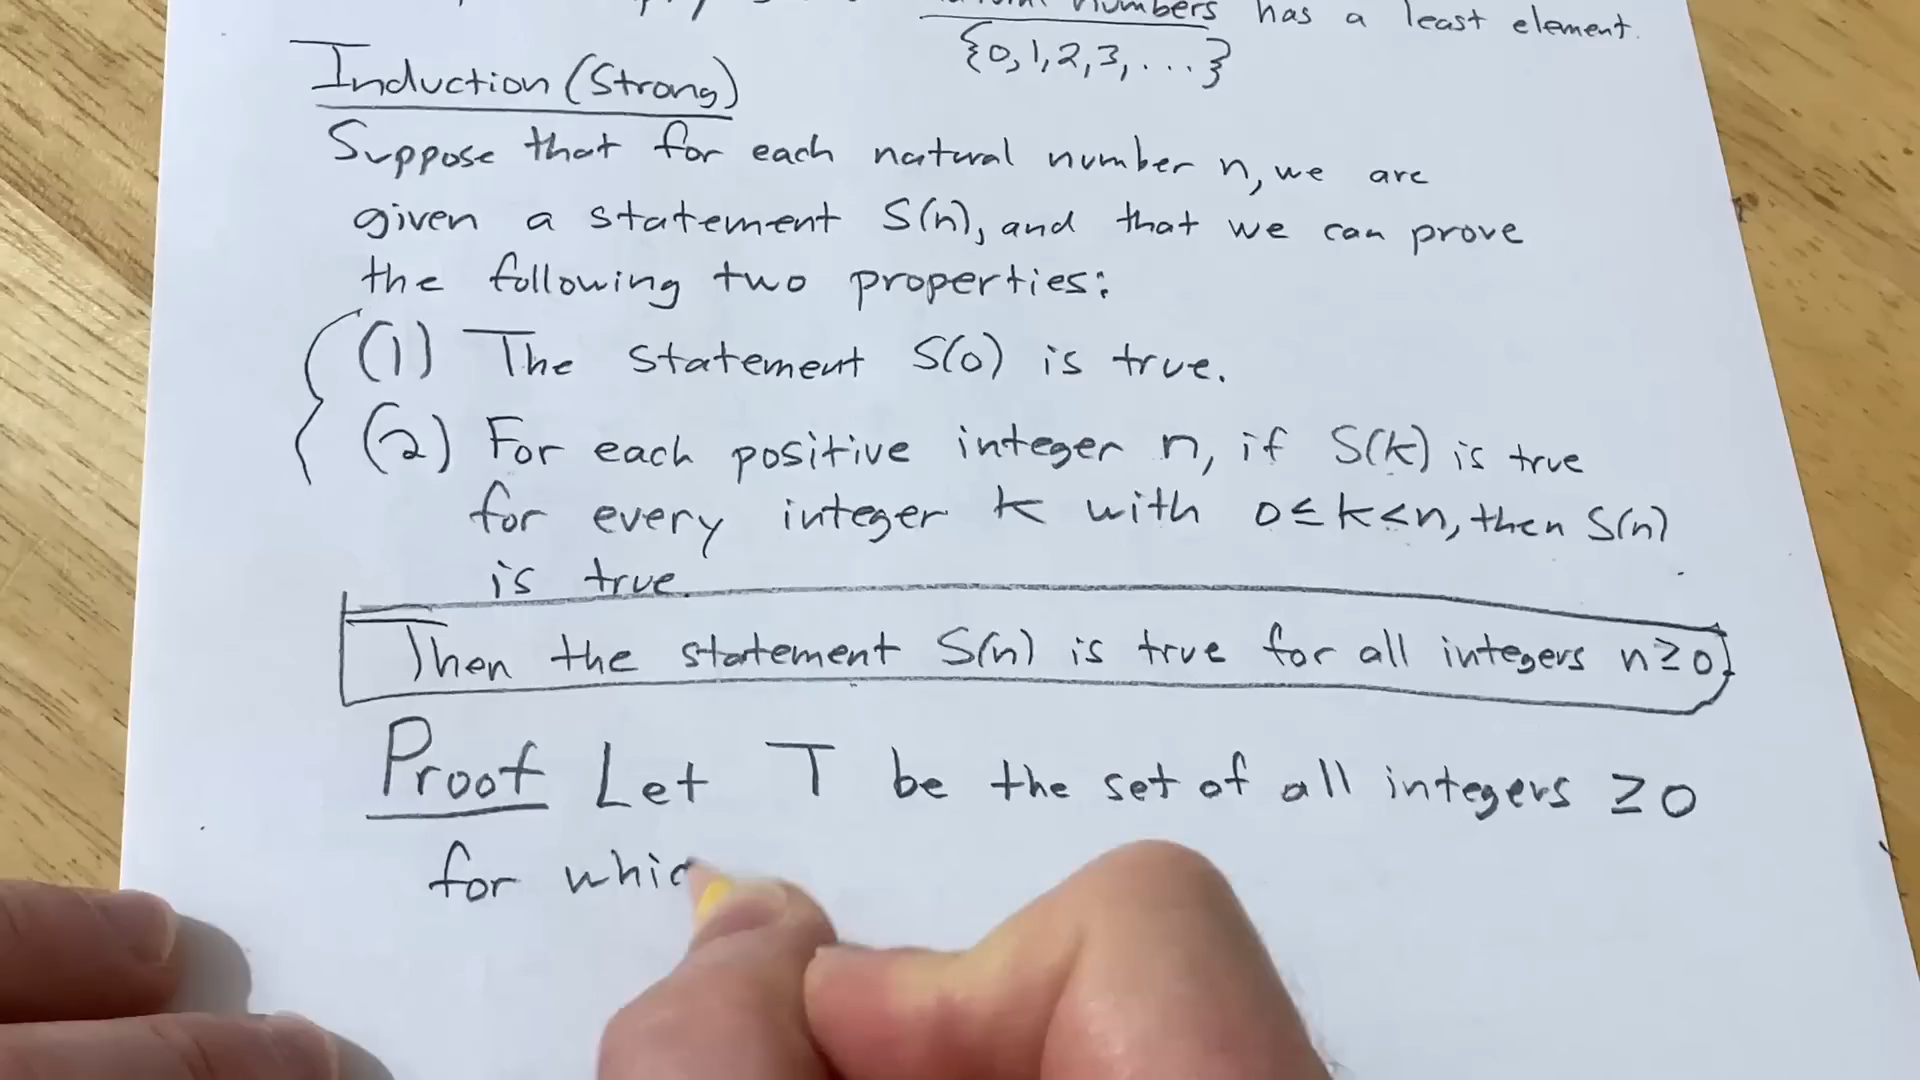 numbers has a least element.
{0,1,2,3,...}
Induction (Strong)
Suppose that for each natural number n, we are
given a statement S(n), and that we can prove
the following two properties:
(1) The statement S(0) is true.
(2) For each positive integer n, if S(k) is true
for every integer k with 0≤k<n, then S(n)
is true.
Then the statement S(n) is true for all integers n≥0.
Proof Let T be the set of all integers ≥0
for whic